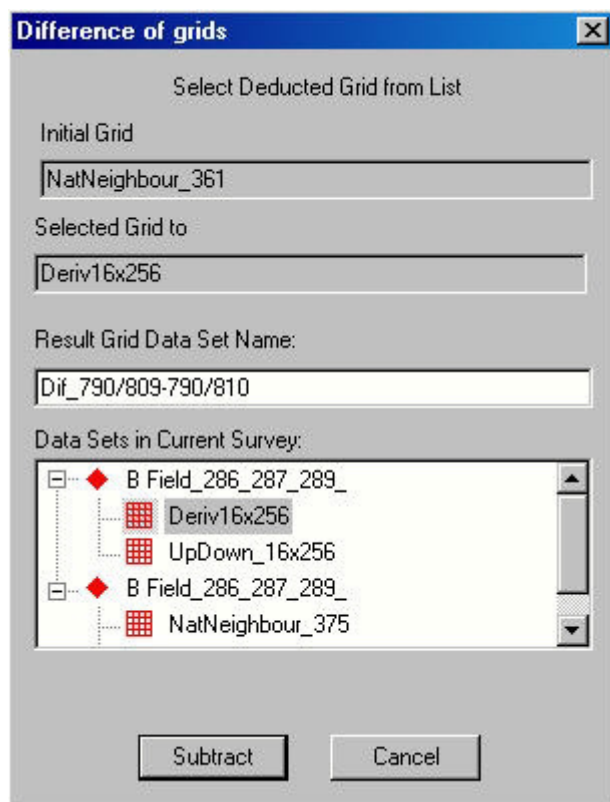 Difference of grids
Select Deducted Grid from List
Initial Grid
NatNeighbour_361
Selected Grid to
Deriv16x256
Result Grid Data Set Name:
Dif_790/809-790/810
Data Sets in Current Survey:
B Field_286_287_289_
Deriv16x256
UpDown_16x256
B Field_286_287_289_
NatNeighbour_375
Subtract
Cancel